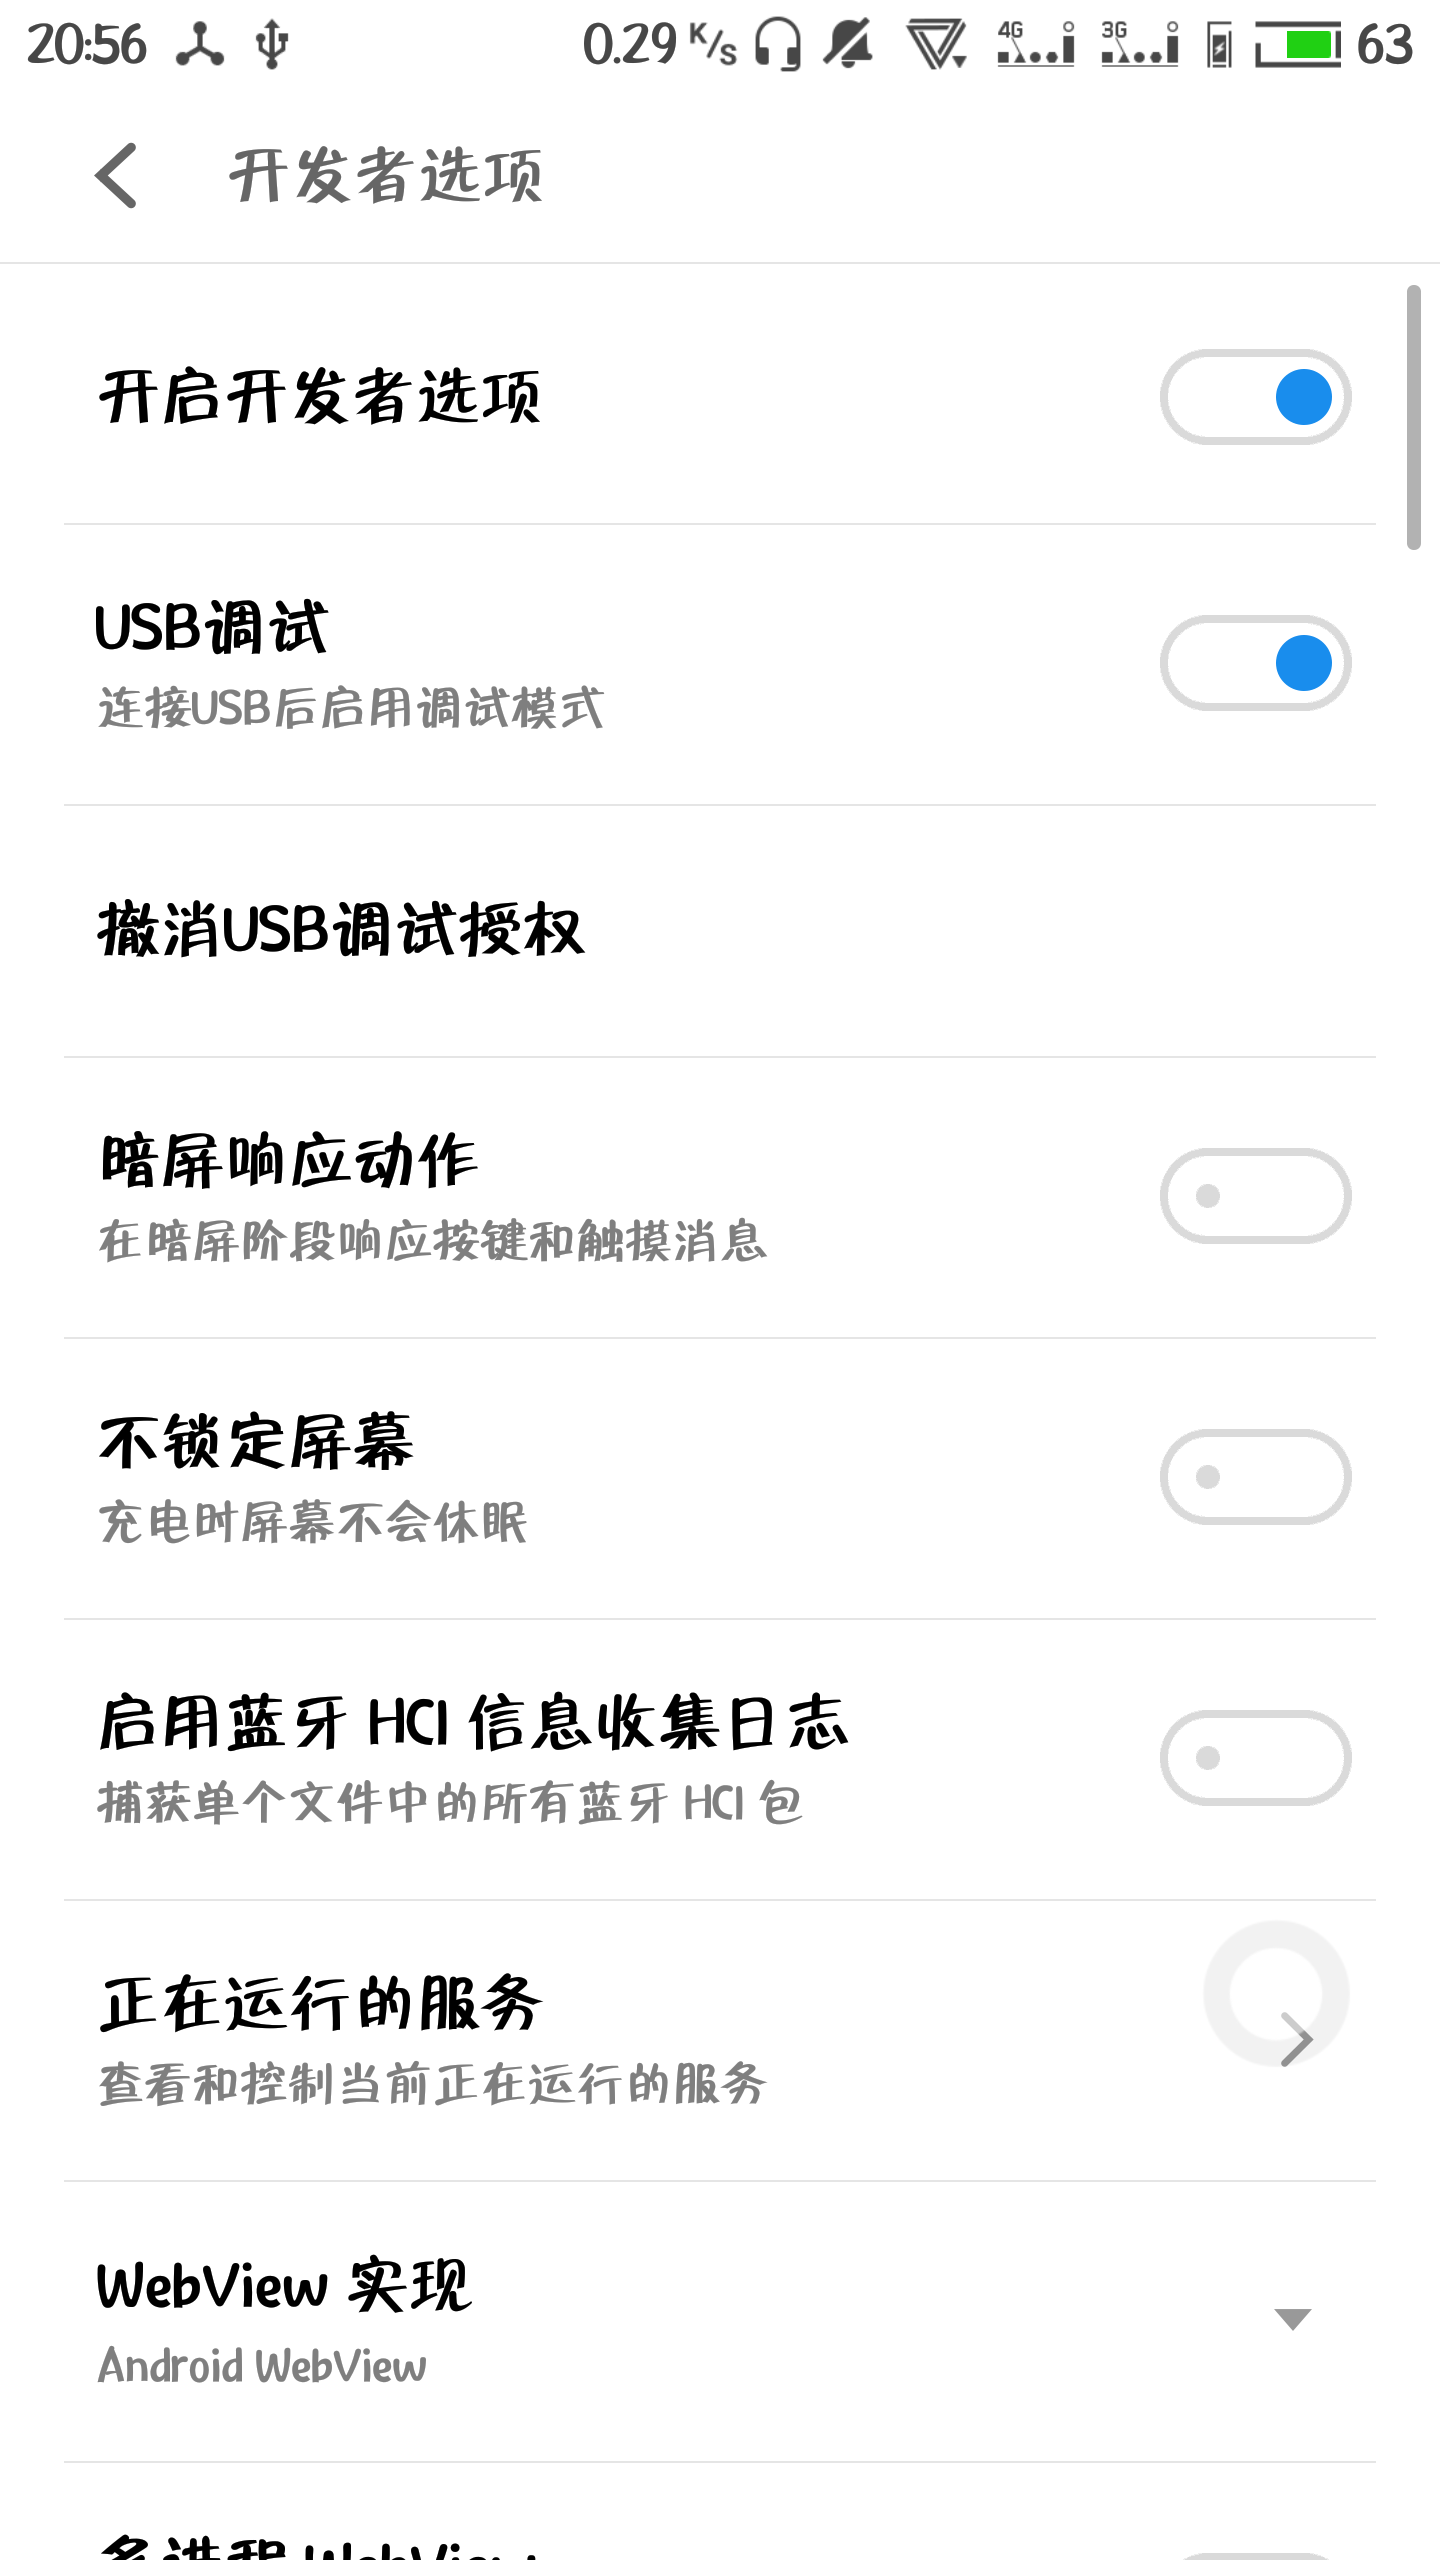 20:56 0.29 K/S 4G 3G 63
开发者选项
开启开发者选项
USB调试
连接USB后启用调试模式
撤消USB调试授权
暗屏响应动作
在暗屏阶段响应按键和触摸消息
不锁定屏幕
充电时屏幕不会休眠
启用蓝牙 HCI 信息收集日志
捕获单个文件中的所有蓝牙 HCI 包
正在运行的服务
查看和控制当前正在运行的服务
WebView 实现
Android WebView
多进程 WebView